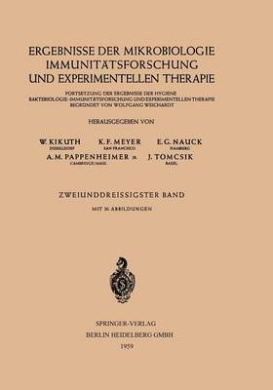 ERGEBNISSE DER MIKROBIOLOGIE
IMMUNITÄTSFORSCHUNG
UND EXPERIMENTELLEN THERAPIE
FORTSETZUNG DER ERGEBNISSE DER HYGIENE
BAKTERIOLOGIE·IMMUNITÄTSFORSCHUNG UND EXPERIMENTELLEN THERAPIE
BEGRÜNDET VON WOLFGANG WEICHARDT
HERAUSGEGEBEN VON
W. KIKUTH K. F. MEYER E. G. NAUCK
DÜSSELDORF SAN FRANCISCO HAMBURG
A. M. PAPPENHEIMER JR. J. TOMCSIK
CAMBRIDGE/MASS. BASEL
ZWEIUNDDREISSIGSTER BAND
MIT 30 ABBILDUNGEN
SPRINGER-VERLAG
BERLIN HEIDELBERG GMBH
1959